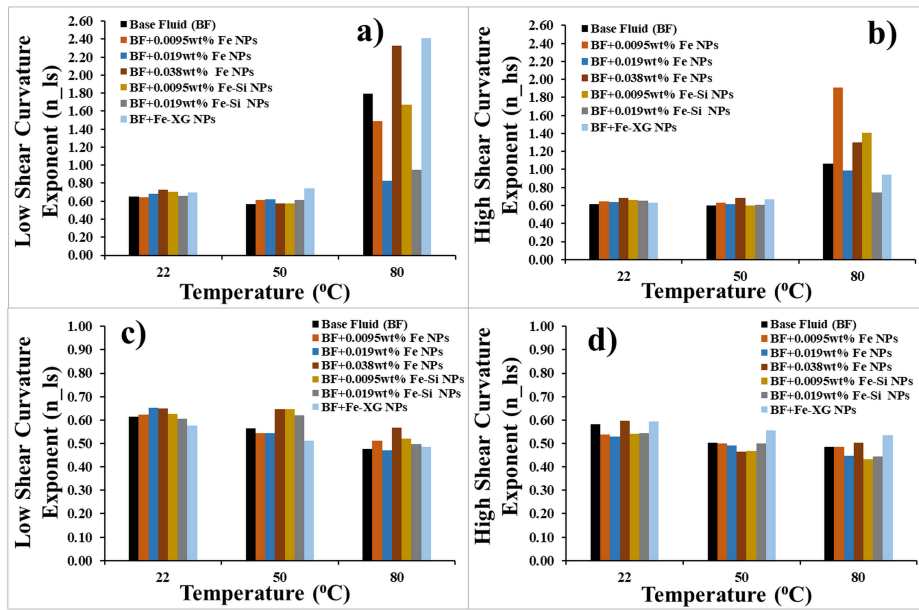 a)
Low Shear Curvature
Exponent (n_ls)
2.60
2.40
2.20
2.00
1.80
1.60
1.40
1.20
1.00
0.80
0.60
0.40
0.20
0.00
Base Fluid (BF)
BF+0.0095wt% Fe NPs
BF+0.019wt% Fe NPs
BF+0.038wt%  Fe NPs
BF+0.0095wt% Fe-Si NPs
BF+0.019wt% Fe-Si  NPs
BF+Fe-XG NPs
22 50 80
Temperature (⁰C)
b)
High Shear Curvature
Exponent (n_hs)
2.60
2.40
2.20
2.00
1.80
1.60
1.40
1.20
1.00
0.80
0.60
0.40
0.20
0.00
Base Fluid (BF)
BF+0.0095wt% Fe NPs
BF+0.019wt% Fe NPs
BF+0.038wt% Fe NPs
BF+0.0095wt% Fe-Si NPs
BF+0.019wt% Fe-Si NPs
BF+Fe-XG NPs
22 50 80
Temperature (⁰C)
c)
Low Shear Curvature
Exponent (n_ls)
1.00
0.90
0.80
0.70
0.60
0.50
0.40
0.30
0.20
0.10
0.00
Base Fluid (BF)
BF+0.0095wt% Fe NPs
BF+0.019wt% Fe NPs
BF+0.038wt% Fe NPs
BF+0.0095wt% Fe-Si NPs
BF+0.019wt% Fe-Si NPs
BF+Fe-XG NPs
22 50 80
Temperature (⁰C)
d)
High Shear Curvature
Exponent (n_hs)
1.00
0.90
0.80
0.70
0.60
0.50
0.40
0.30
0.20
0.10
0.00
Base Fluid (BF)
BF+0.0095wt% Fe NPs
BF+0.019wt% Fe NPs
BF+0.038wt% Fe NPs
BF+0.0095wt% Fe-Si NPs
BF+0.019wt% Fe-Si NPs
BF+Fe-XG NPs
22 50 80
Temperature (⁰C)